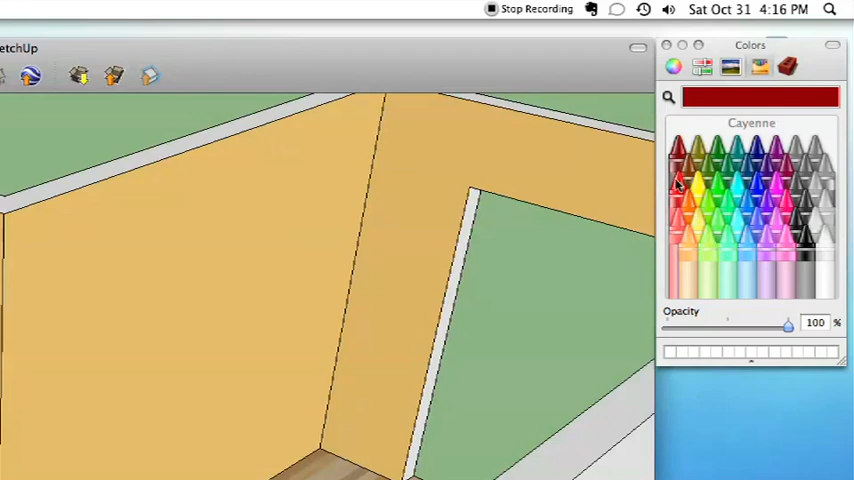 Stop Recording
Sat Oct 31 4:16 PM
etchUp
Colors
Cayenne
Opacity
100 %